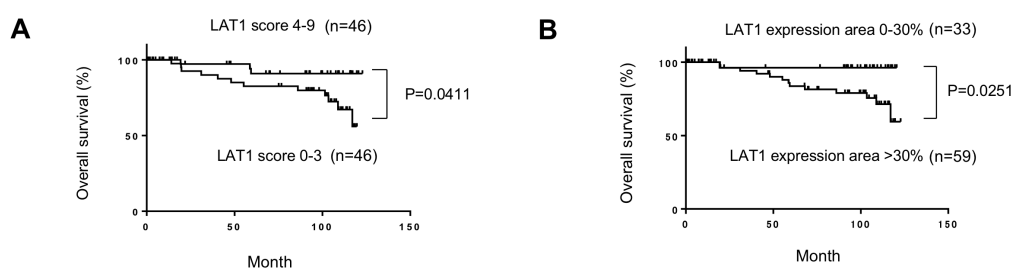 A
LAT1 score 4-9 (n=46)
100
50
0
Overall survival (%)
P=0.0411
LAT1 score 0-3 (n=46)
0 50 100 150
Month
B
LAT1 expression area 0-30% (n=33)
100
50
0
Overall survival (%)
P=0.0251
LAT1 expression area >30% (n=59)
0 50 100 150
Month